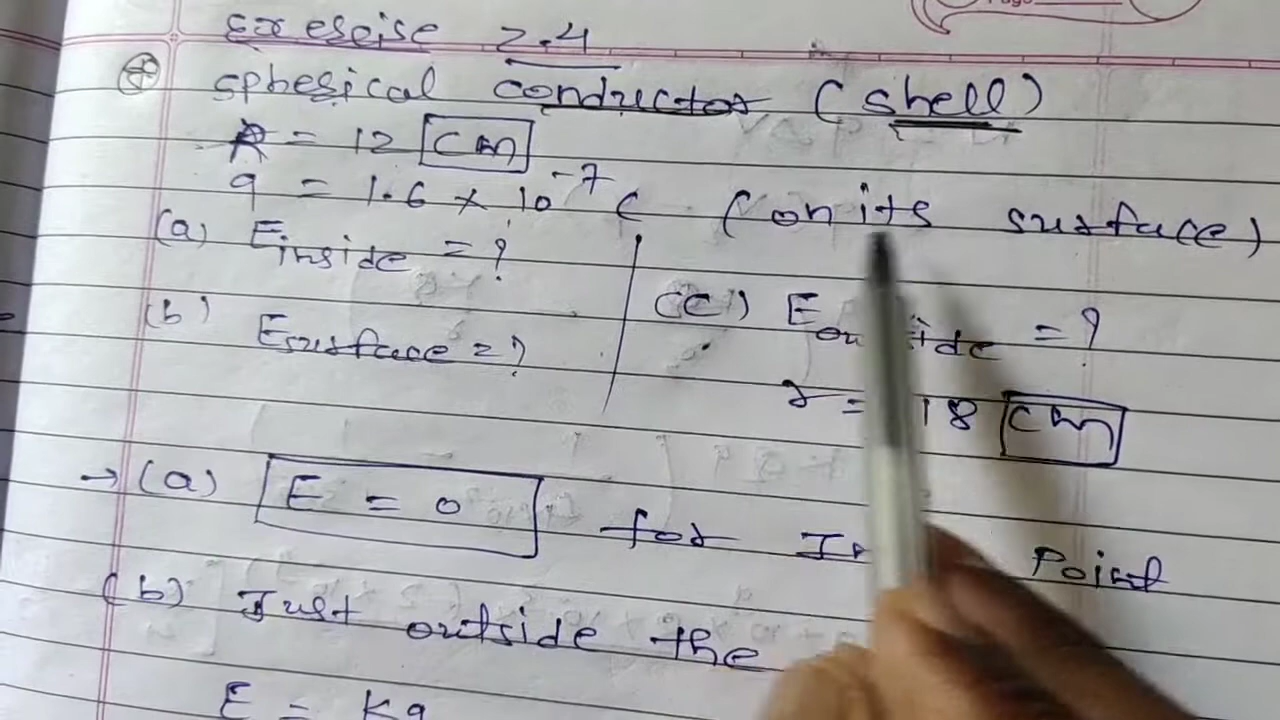 Exercise 2.4
spherical conductor (shell)
R = 12 cm
q = 1.6 × 10⁻⁷ C (on its surface)
(a) Einside = ?
(b) Esurface = ?
(c) E = ?
r = 18 cm
→ (a) E = 0 for Point
(b) Just outside the
E = Kq